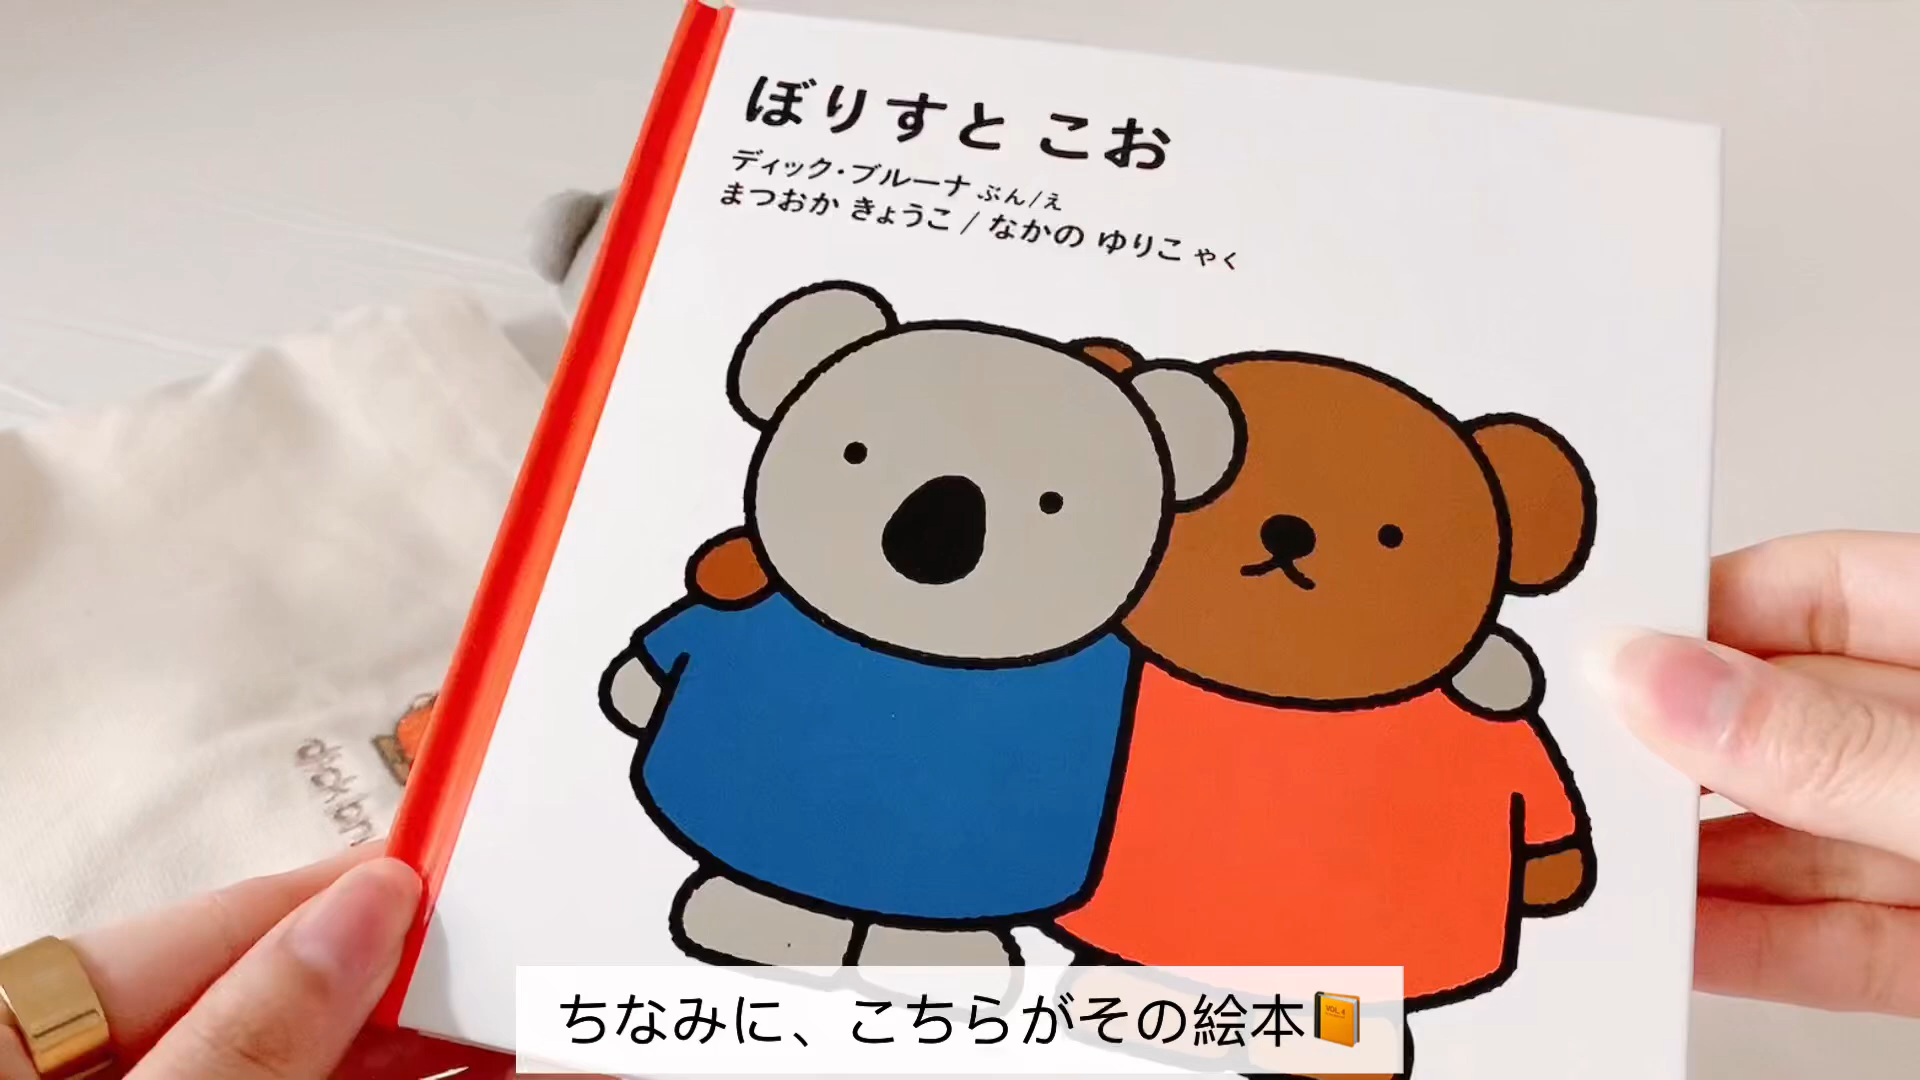 ぼりすと こお
ディック・ブルーナ ぶん/え
まつおか きょうこ / なかの ゆりこ やく
dick bru
ちなみに、こちらがその絵本📙